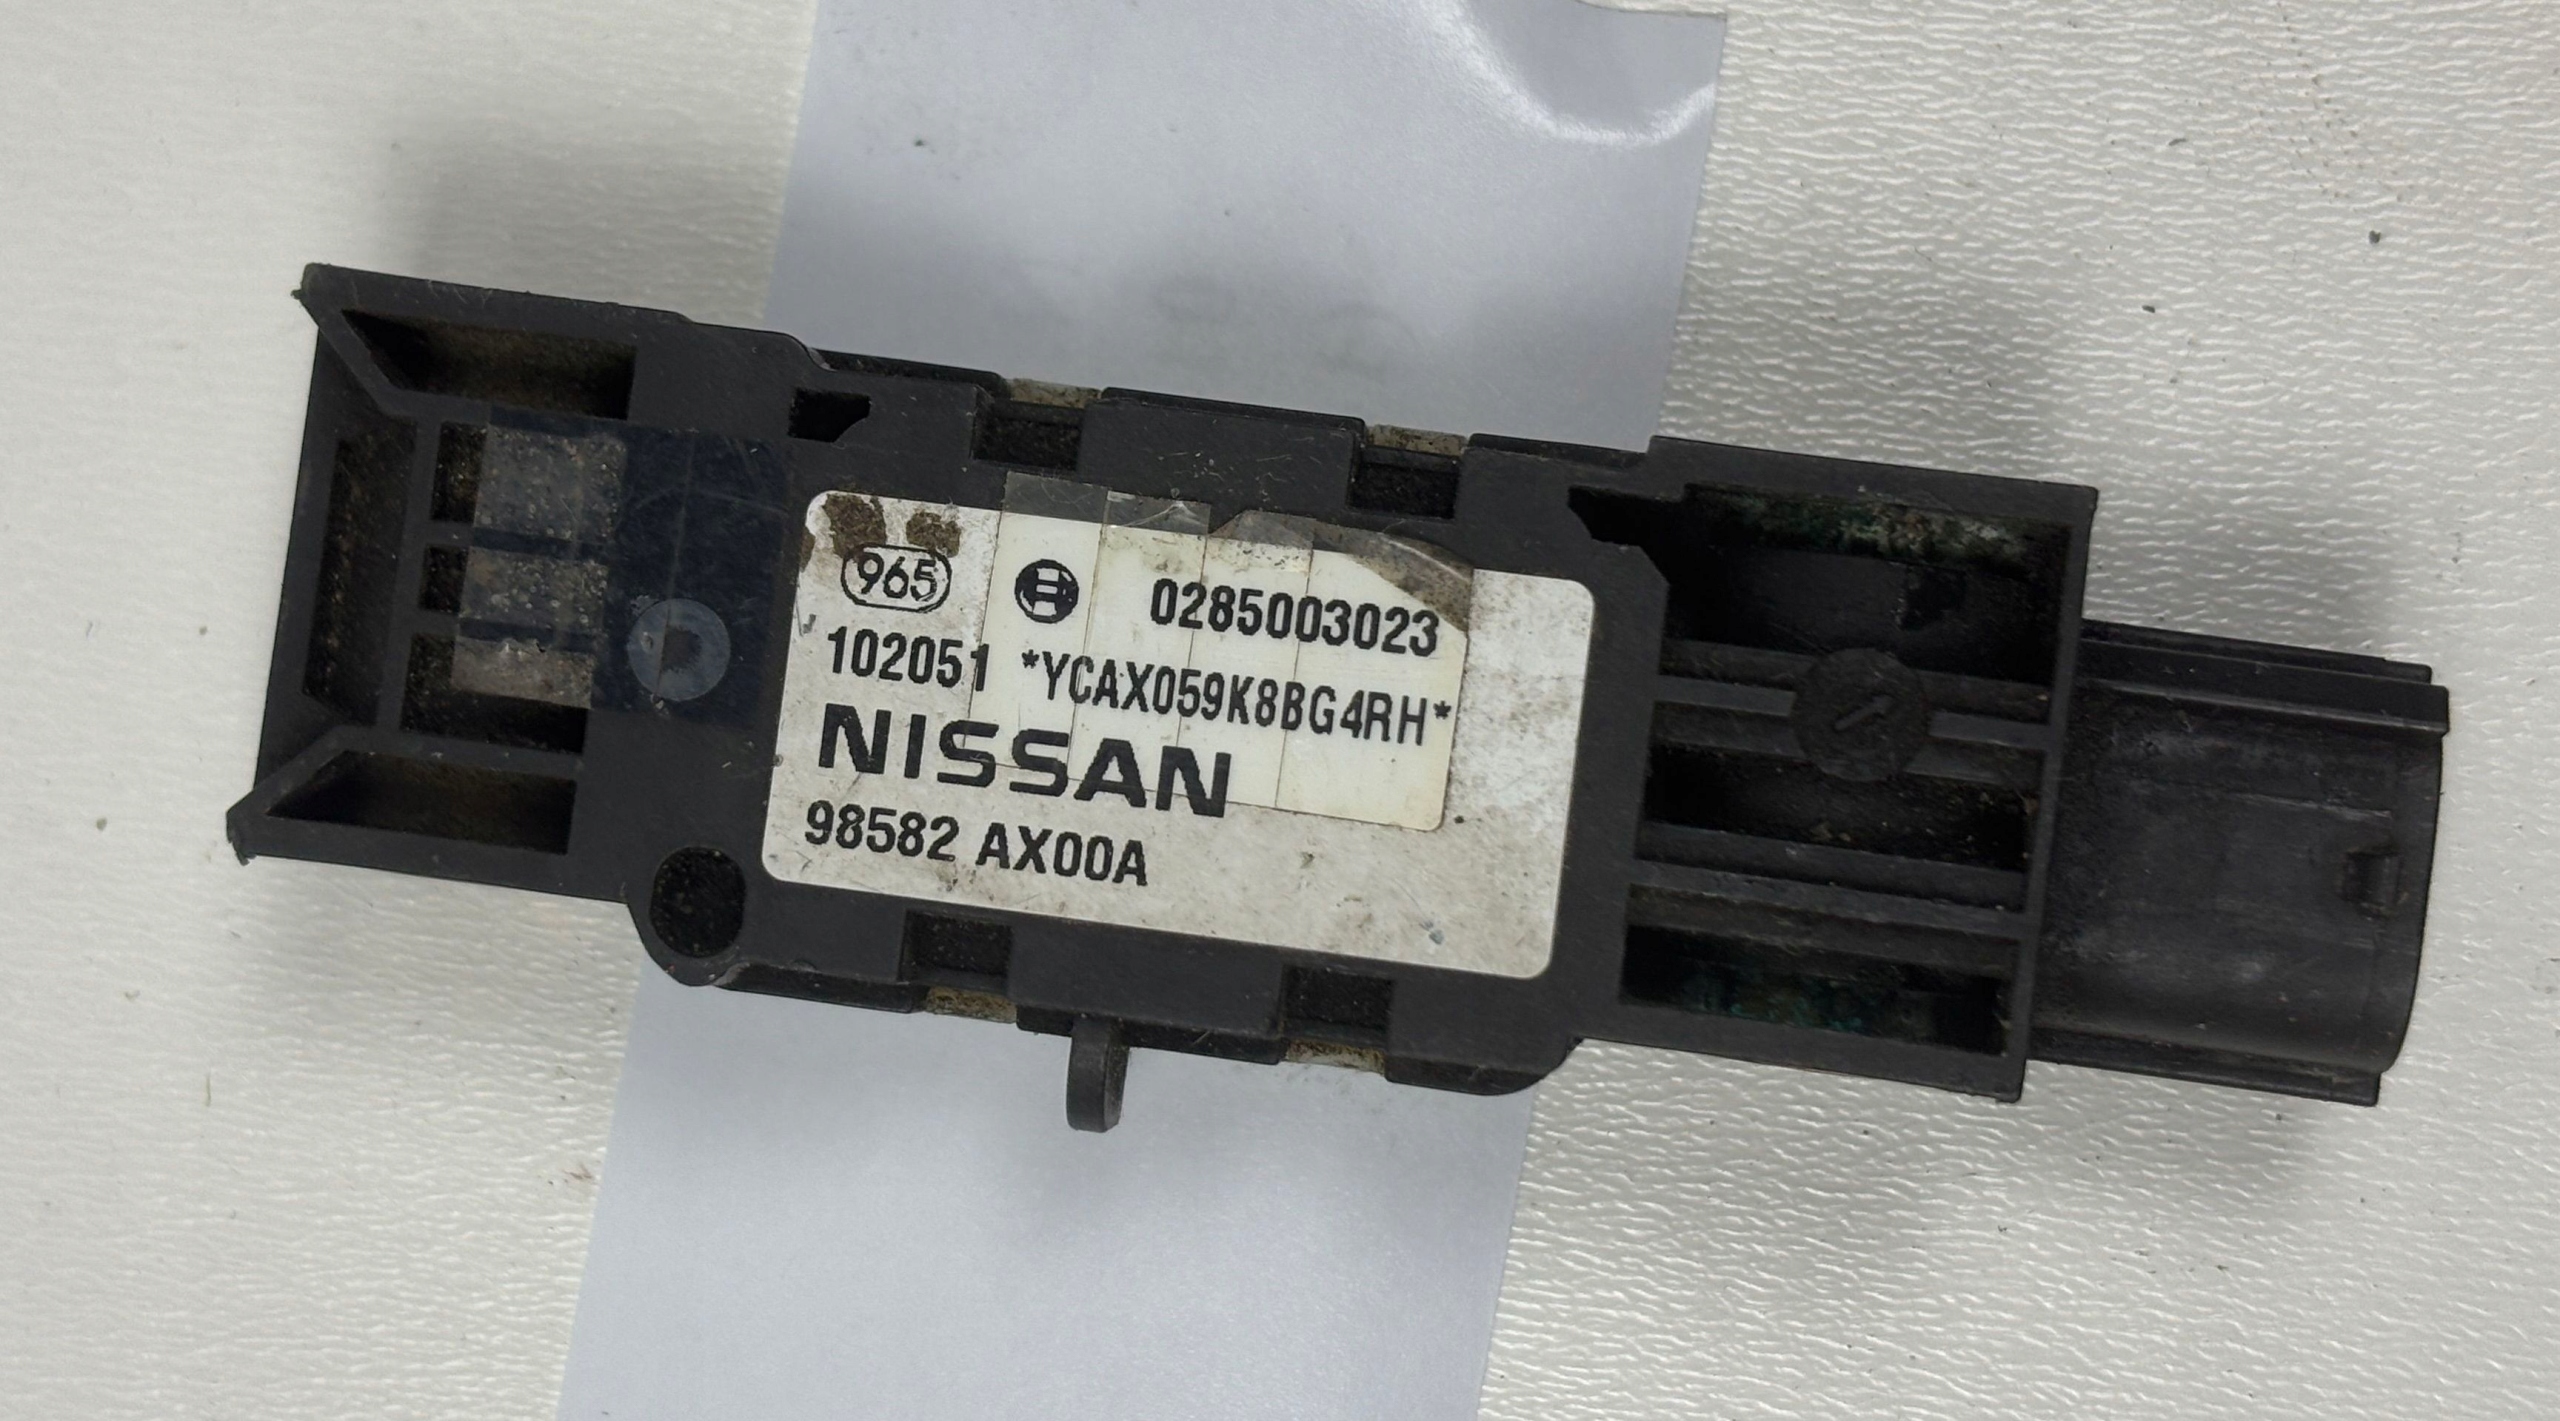 965 0285003023
102051 *YCAX059K8BG4RH*
NISSAN
98582 AX00A